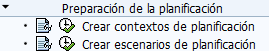 Preparación de la planificación
Crear contextos de planificación
Crear escenarios de planificación